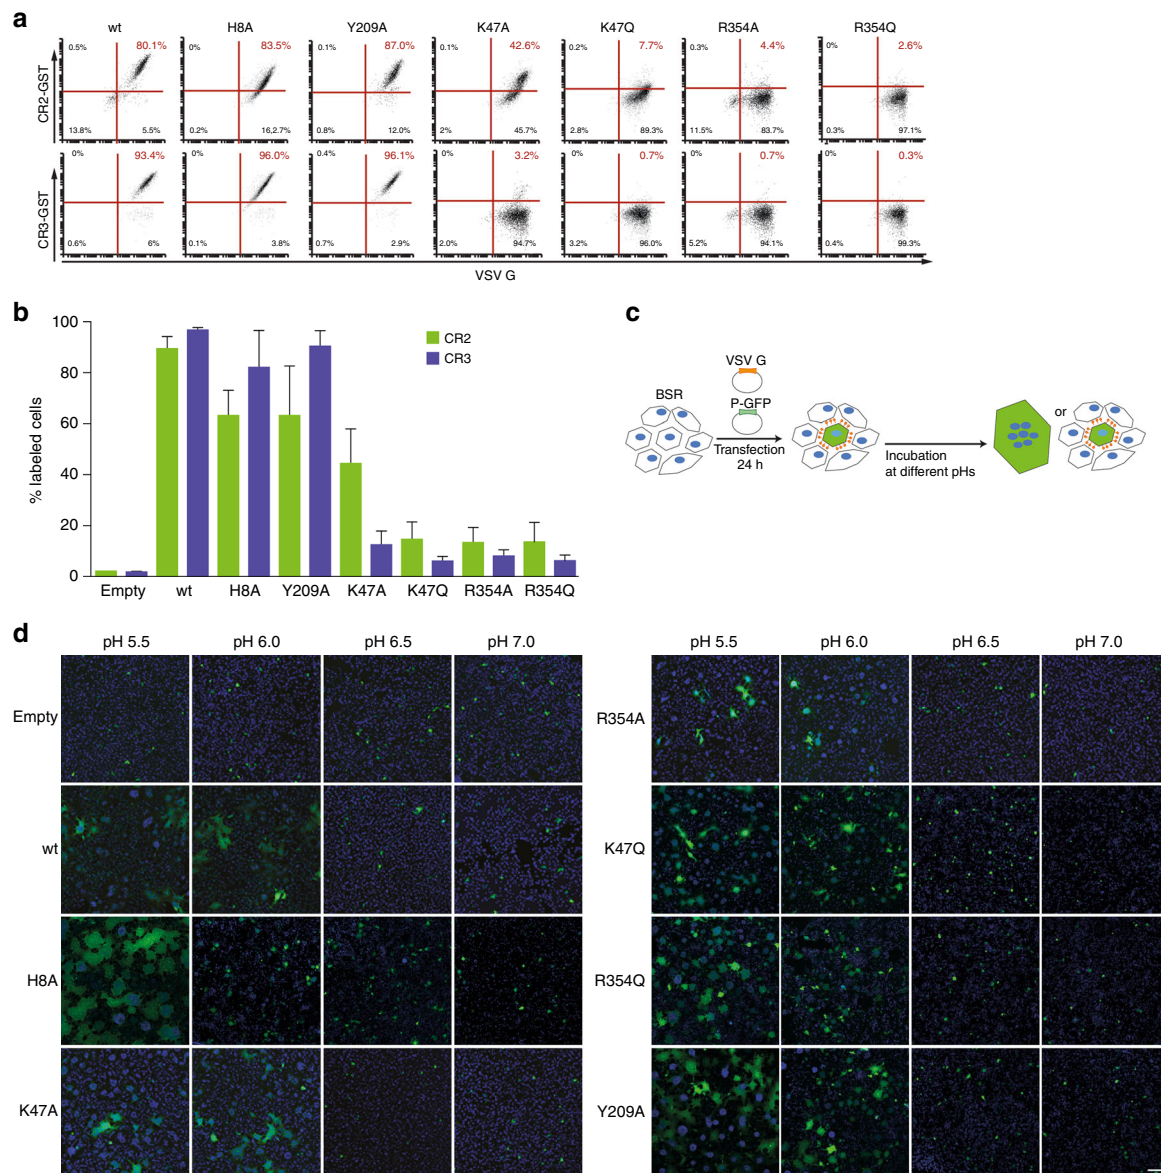 a
wt H8A Y209A K47A K47Q R354A R354Q
CR2-GST
0.5% 80.1% 13.8% 5.5%
0% 83.5% 0.2% 16,2.7%
0.1% 87.0% 0.8% 12.0%
0.1% 42.6% 2% 45.7%
0.2% 7.7% 2.8% 89.3%
0.3% 4.4% 11.5% 83.7%
0% 2.6% 0.3% 97.1%
CR3-GST
0% 93.4% 0.6% 6%
0% 96.0% 0.1% 3.8%
0.4% 96.1% 0.7% 2.9%
0% 3.2% 2.0% 94.7%
0% 0.7% 3.2% 96.0%
0% 0.7% 5.2% 94.1%
0% 0.3% 0.4% 99.3%
VSV G
b
% labeled cells
100
80
60
40
20
0
CR2
CR3
Empty wt H8A Y209A K47A K47Q R354A R354Q
c
BSR
VSV G
P-GFP
Transfection
24 h
Incubation
at different pHs
or
d
pH 5.5 pH 6.0 pH 6.5 pH 7.0
Empty
wt
H8A
K47A
pH 5.5 pH 6.0 pH 6.5 pH 7.0
R354A
K47Q
R354Q
Y209A